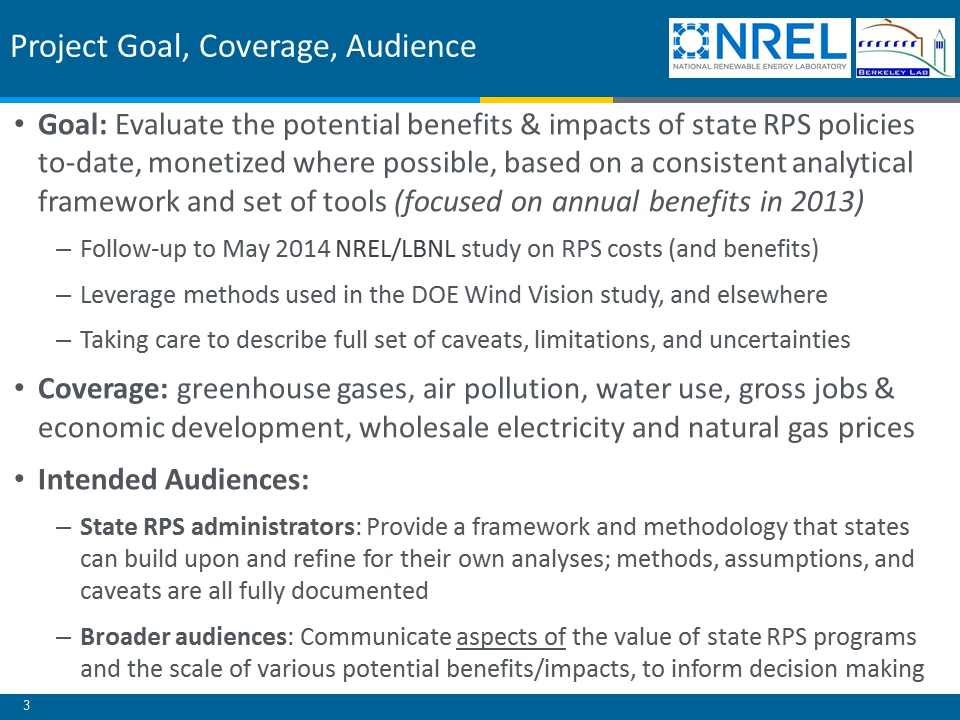 Project Goal, Coverage, Audience
NREL
NATIONAL RENEWABLE ENERGY LABORATORY
BERKELEY LAB
• Goal: Evaluate the potential benefits & impacts of state RPS policies
to-date, monetized where possible, based on a consistent analytical
framework and set of tools (focused on annual benefits in 2013)
– Follow-up to May 2014 NREL/LBNL study on RPS costs (and benefits)
– Leverage methods used in the DOE Wind Vision study, and elsewhere
– Taking care to describe full set of caveats, limitations, and uncertainties
• Coverage: greenhouse gases, air pollution, water use, gross jobs &
economic development, wholesale electricity and natural gas prices
• Intended Audiences:
– State RPS administrators: Provide a framework and methodology that states
can build upon and refine for their own analyses; methods, assumptions, and
caveats are all fully documented
– Broader audiences: Communicate aspects of the value of state RPS programs
and the scale of various potential benefits/impacts, to inform decision making
3